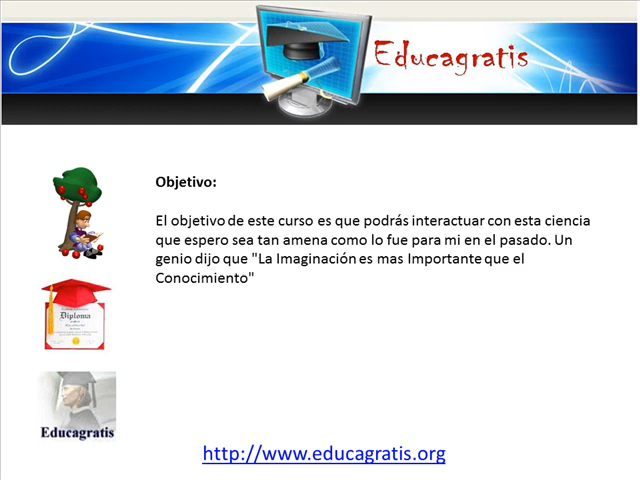 Educagratis
Objetivo:
El objetivo de este curso es que podrás interactuar con esta ciencia
que espero sea tan amena como lo fue para mi en el pasado. Un
genio dijo que "La Imaginación es mas Importante que el
Conocimiento"
Diploma
Educagratis
http://www.educagratis.org